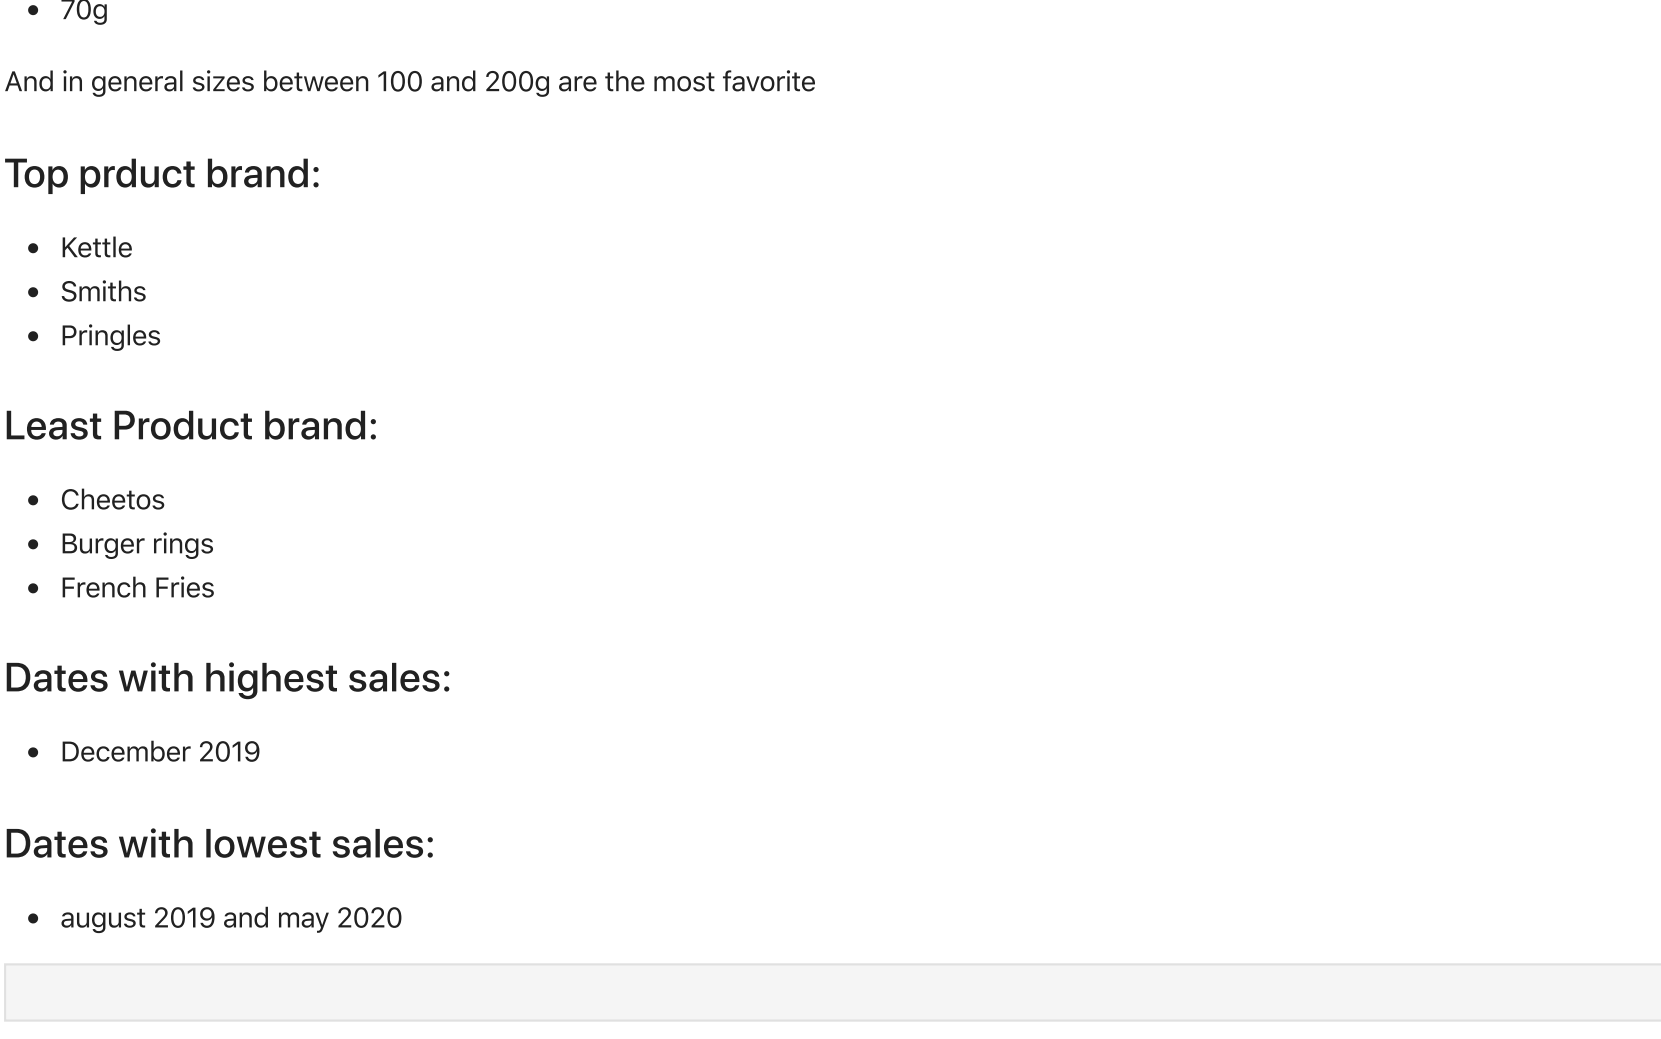 70g
And in general sizes between 100 and 200g are the most favorite
Top prduct brand:
Kettle
Smiths
Pringles
Least Product brand:
Cheetos
Burger rings
French Fries
Dates with highest sales:
December 2019
Dates with lowest sales:
august 2019 and may 2020